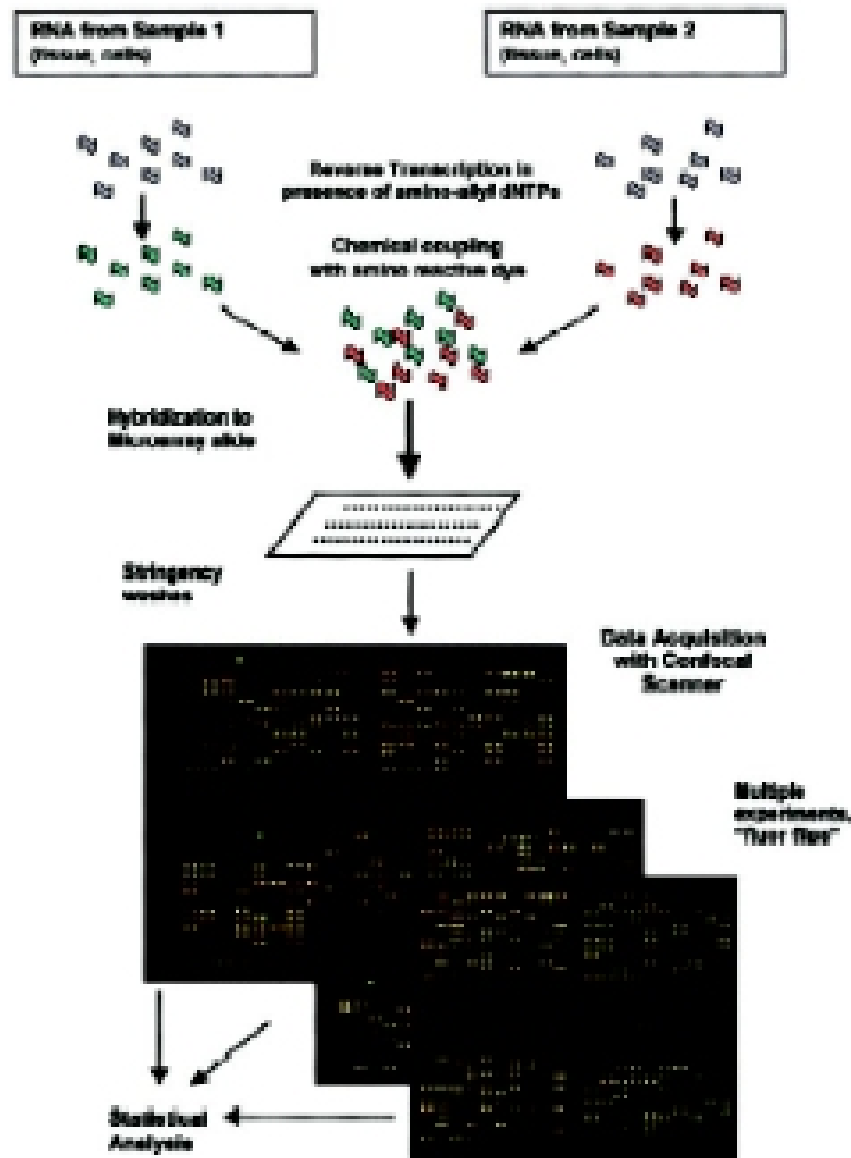 RNA from Sample 1
(tissue, cells)
RNA from Sample 2
(tissue, cells)
Reverse Transcription in
presence of amino-allyl dNTPs
Chemical coupling
with amino reactive dye
Hybridization to
Microarray slide
Stringency
washes
Data Acquisition
with Confocal
Scanner
Multiple
experiments,
"fluor flips"
Statistical
Analysis